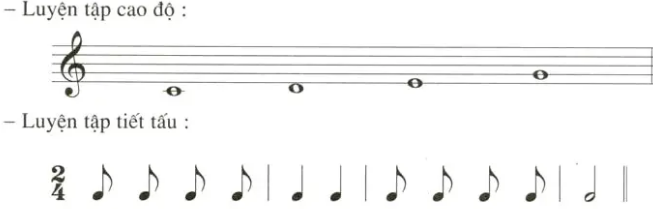 – Luyện tập cao độ :
– Luyện tập tiết tấu :
2
4